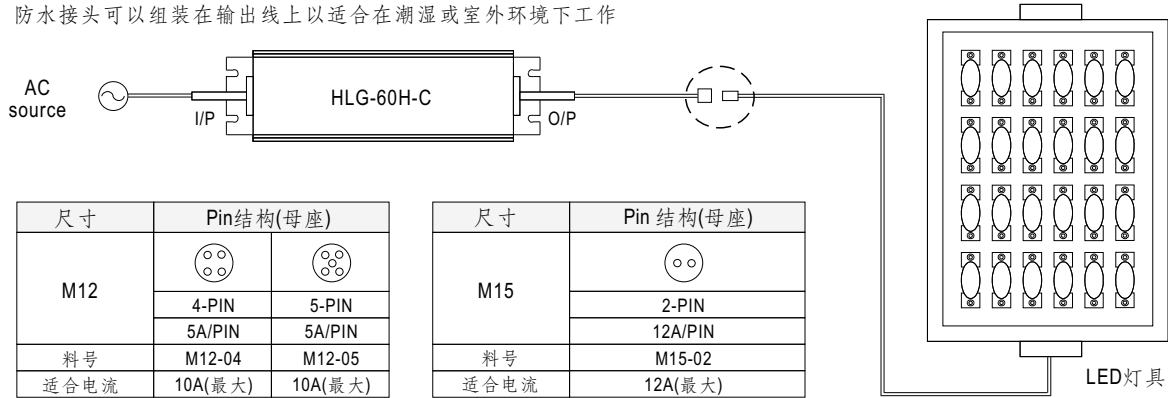 防水接头可以组装在输出线上以适合在潮湿或室外环境下工作
AC
source
I/P
HLG-60H-C
O/P
LED灯具
尺寸 Pin结构(母座)
M12
4-PIN 5-PIN
5A/PIN 5A/PIN
料号 M12-04 M12-05
适合电流 10A(最大) 10A(最大)
尺寸 Pin 结构(母座)
M15
2-PIN
12A/PIN
料号 M15-02
适合电流 12A(最大)